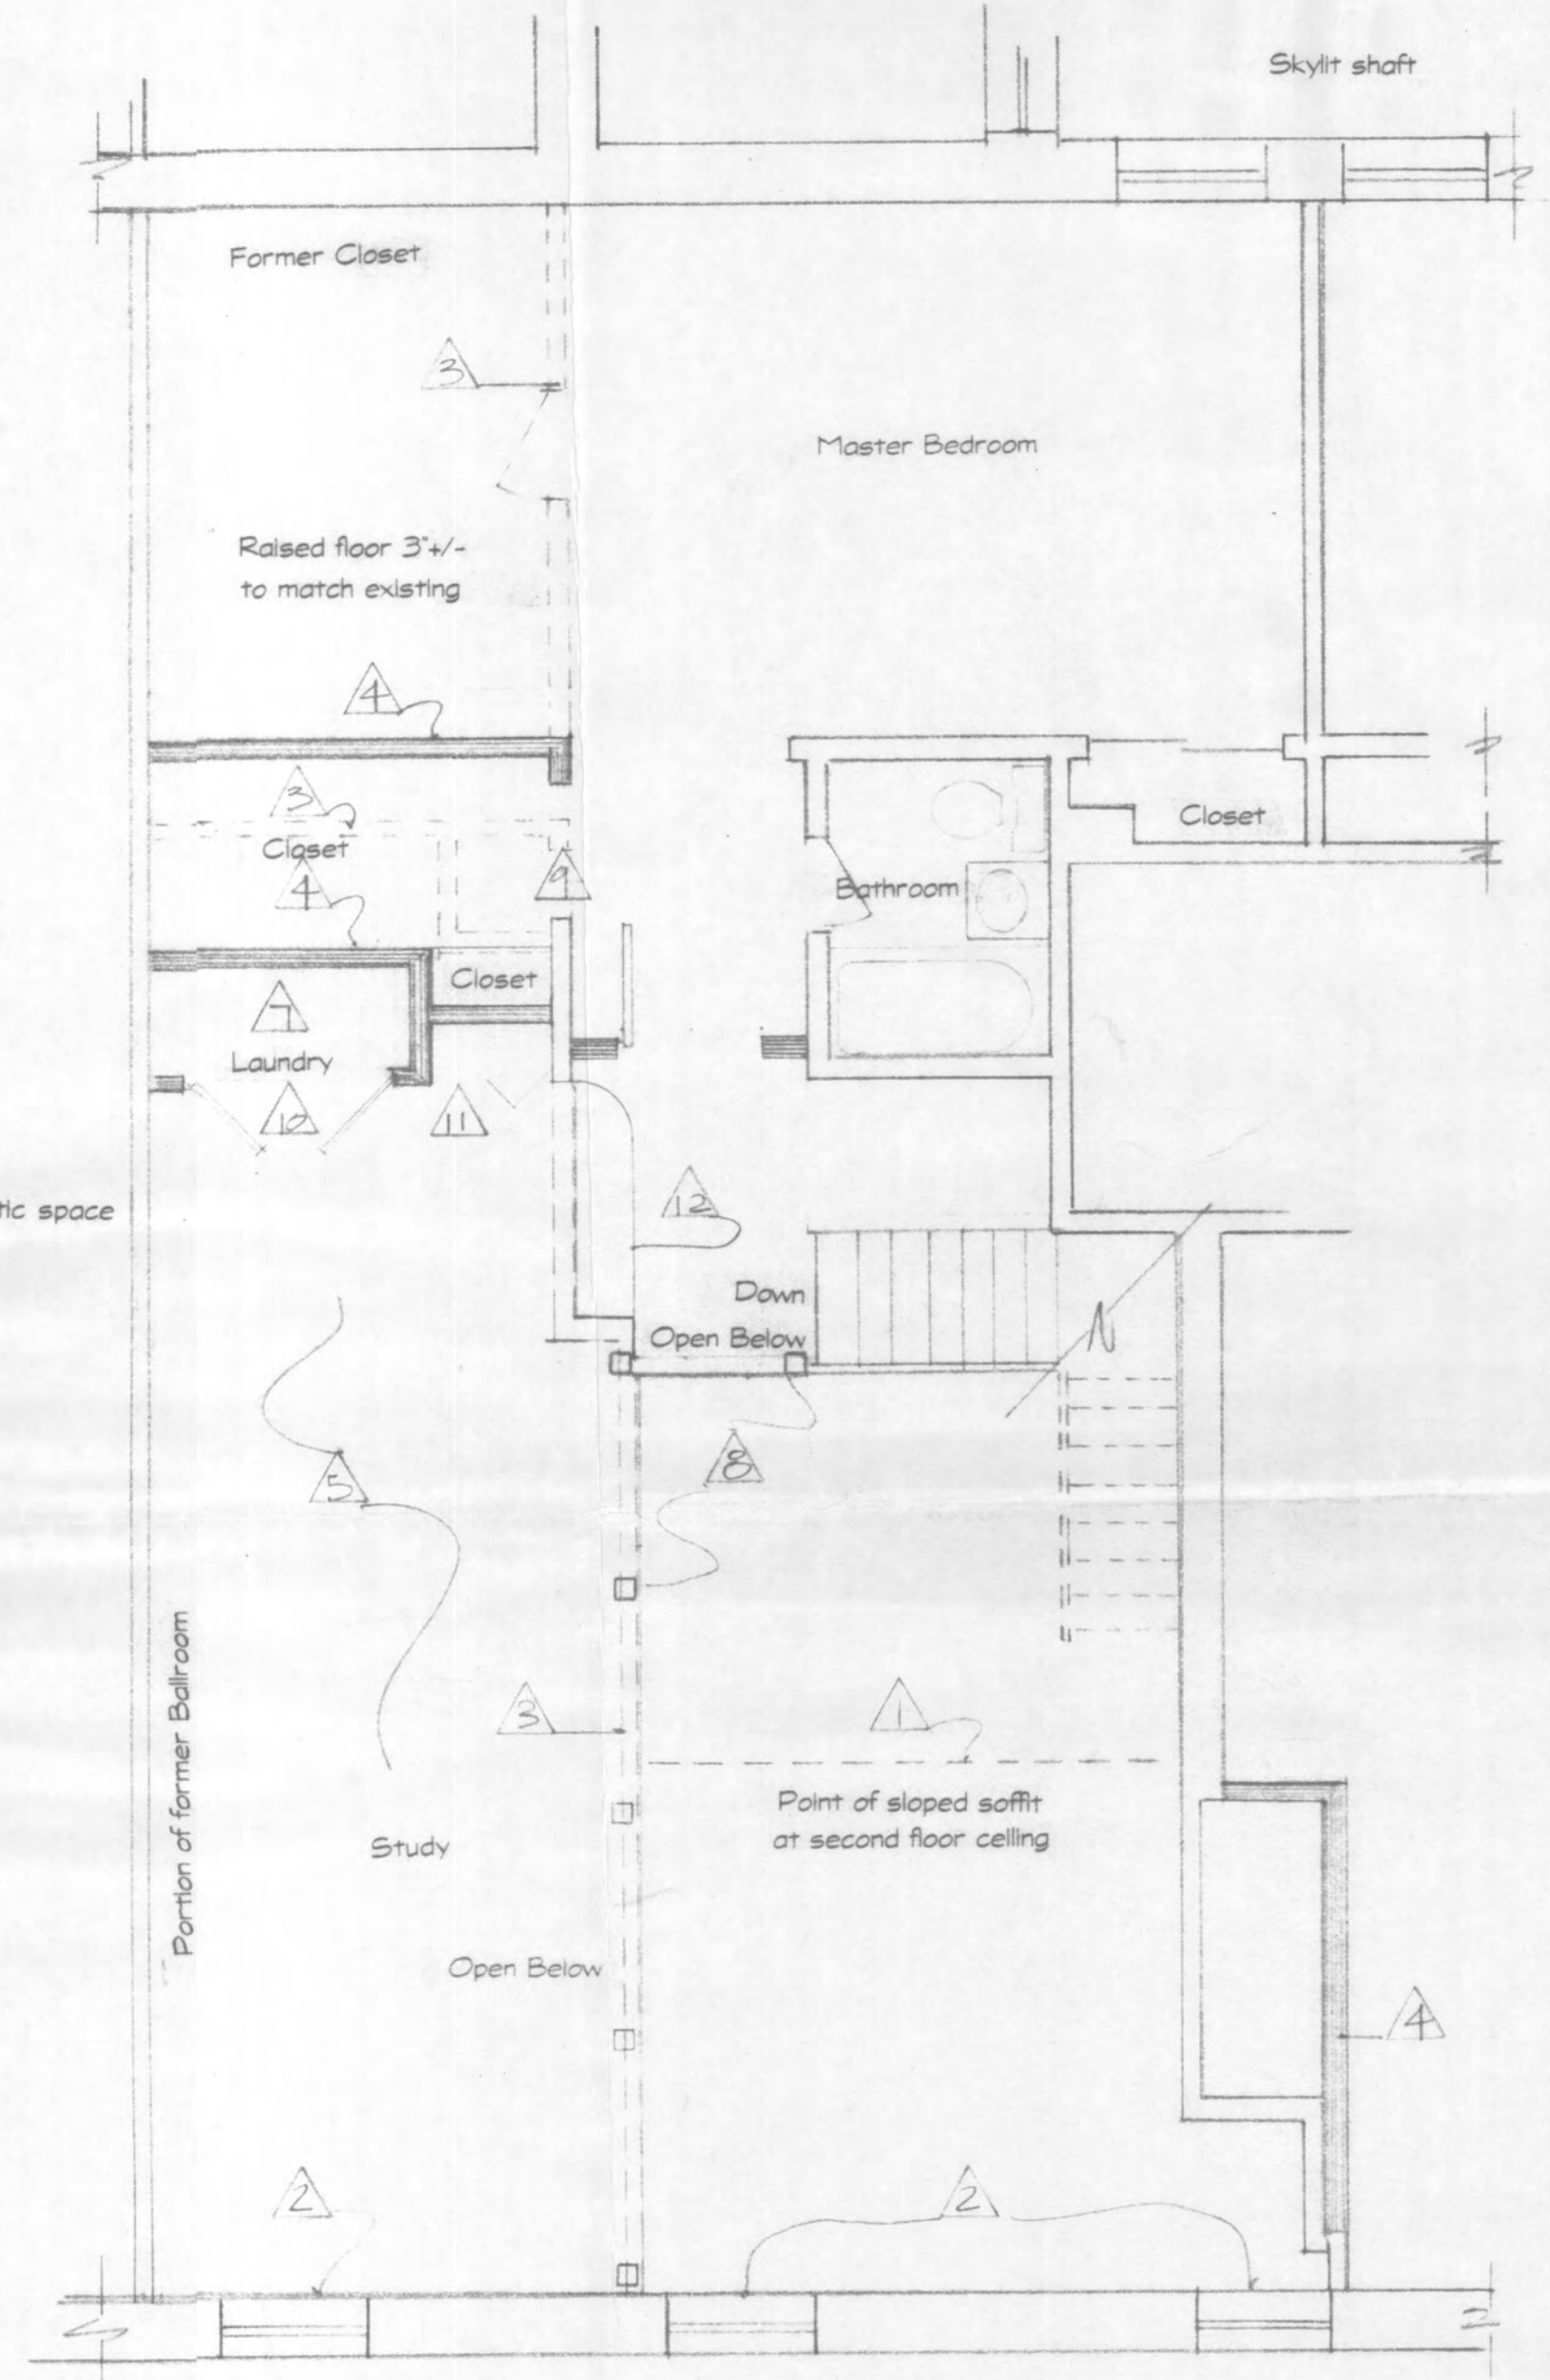 Skylit shaft
Former Closet
3
Master Bedroom
Raised floor 3"+/-
to match existing
4
3
Closet
4
9
Closet
Bathroom
Closet
7
Laundry
10
11
tic space
12
Down
Open Below
N
8
5
Portion of former Ballroom
3
1
Point of sloped soffit
at second floor ceiling
Study
Open Below
4
2
2